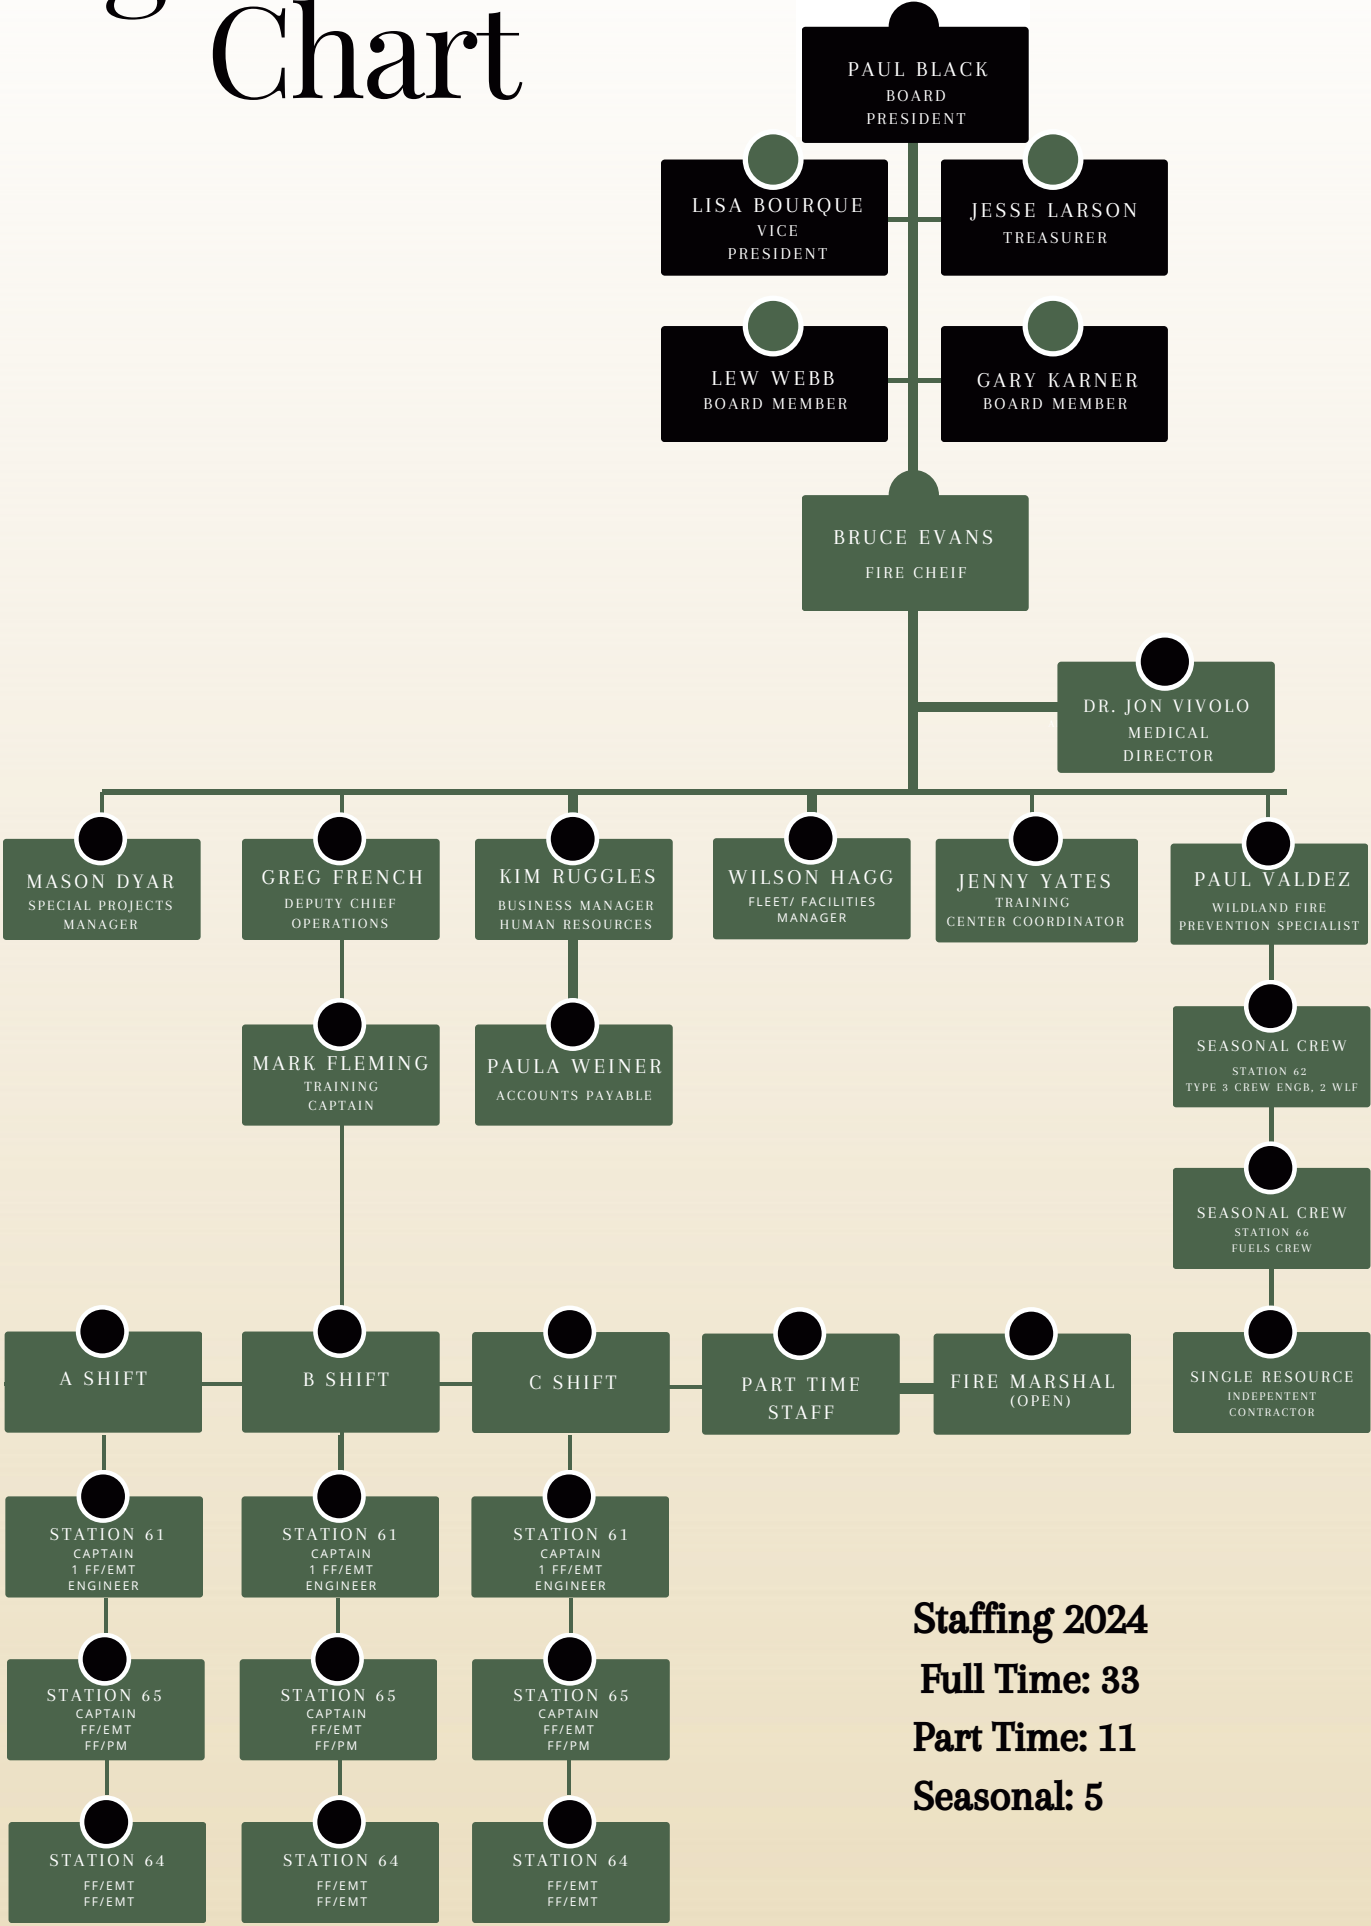 Chart
PAUL BLACK
BOARD
PRESIDENT
LISA BOURQUE
VICE
PRESIDENT
JESSE LARSON
TREASURER
LEW WEBB
BOARD MEMBER
GARY KARNER
BOARD MEMBER
BRUCE EVANS
FIRE CHEIF
DR. JON VIVOLO
MEDICAL
DIRECTOR
MASON DYAR
SPECIAL PROJECTS
MANAGER
GREG FRENCH
DEPUTY CHIEF
OPERATIONS
KIM RUGGLES
BUSINESS MANAGER
HUMAN RESOURCES
WILSON HAGG
FLEET/ FACILITIES
MANAGER
JENNY YATES
TRAINING
CENTER COORDINATOR
PAUL VALDEZ
WILDLAND FIRE
PREVENTION SPECIALIST
MARK FLEMING
TRAINING
CAPTAIN
PAULA WEINER
ACCOUNTS PAYABLE
SEASONAL CREW
STATION 62
TYPE 3 CREW ENGB, 2 WLF
SEASONAL CREW
STATION 66
FUELS CREW
A SHIFT
B SHIFT
C SHIFT
PART TIME
STAFF
FIRE MARSHAL
(OPEN)
SINGLE RESOURCE
INDEPENTENT
CONTRACTOR
STATION 61
CAPTAIN
1 FF/EMT
ENGINEER
STATION 61
CAPTAIN
1 FF/EMT
ENGINEER
STATION 61
CAPTAIN
1 FF/EMT
ENGINEER
STATION 65
CAPTAIN
FF/EMT
FF/PM
STATION 65
CAPTAIN
FF/EMT
FF/PM
STATION 65
CAPTAIN
FF/EMT
FF/PM
STATION 64
FF/EMT
FF/EMT
STATION 64
FF/EMT
FF/EMT
STATION 64
FF/EMT
FF/EMT
Staffing 2024
Full Time: 33
Part Time: 11
Seasonal: 5